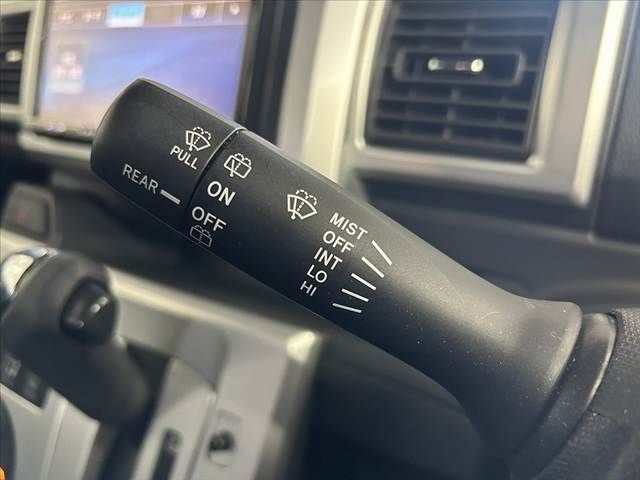 PULL
REAR
ON
OFF
MIST
OFF
INT
LO
HI